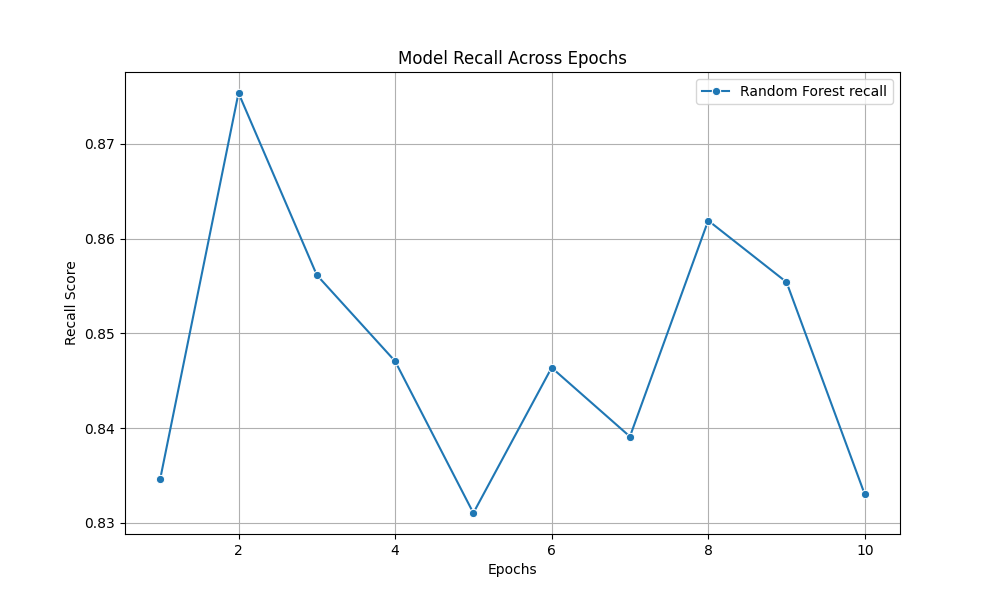 Model Recall Across Epochs
Random Forest recall
Recall Score
0.87
0.86
0.85
0.84
0.83
2 4 6 8 10
Epochs